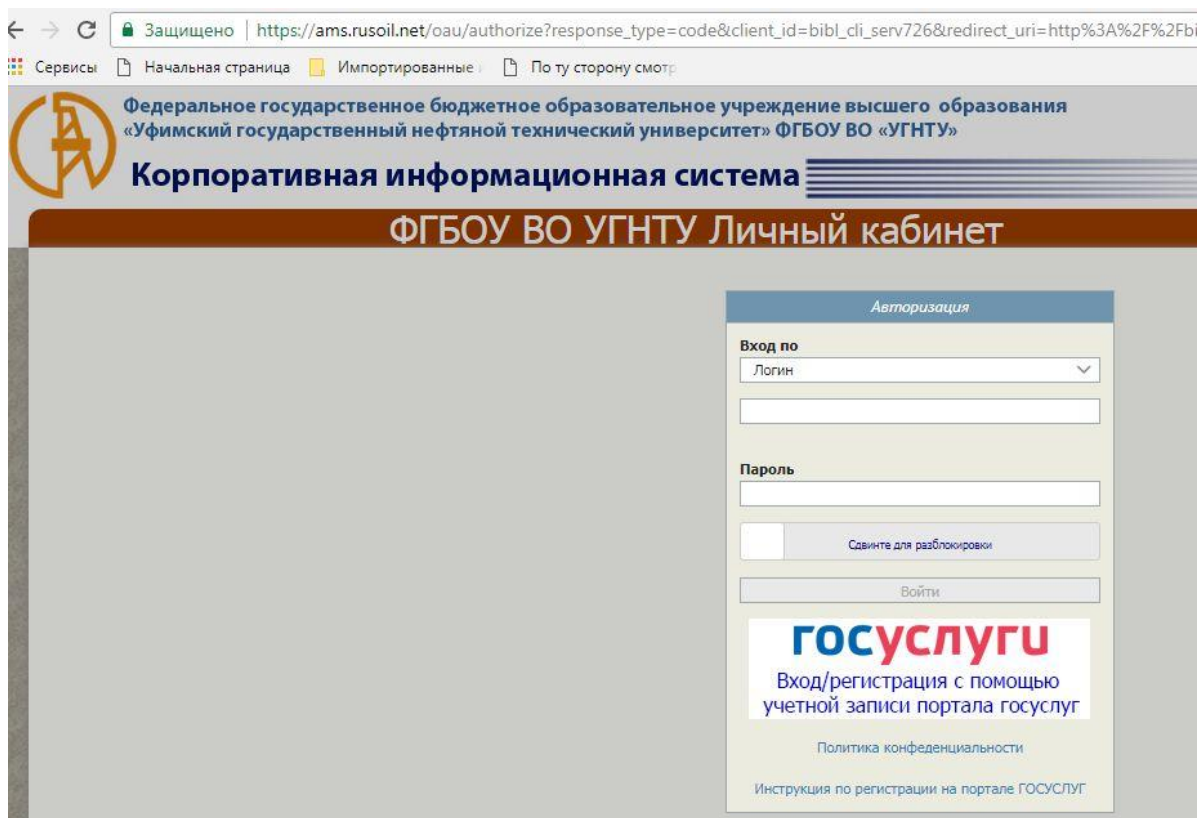 Защищено | https://ams.rusoil.net/oau/authorize?response_type=code&client_id=bibl_cli_serv726&redirect_uri=http%3A%2F%2Fbi
Сервисы Начальная страница Импортированные По ту сторону смотр
Федеральное государственное бюджетное образовательное учреждение высшего образования
«Уфимский государственный нефтяной технический университет» ФГБОУ ВО «УГНТУ»
Корпоративная информационная система
ФГБОУ ВО УГНТУ Личный кабинет
Авторизация
Вход по
Логин
Пароль
Сдвинте для разблокировки
Войти
госуслуги
Вход/регистрация с помощью
учетной записи портала госуслуг
Политика конфеденциальности
Инструкция по регистрации на портале ГОСУСЛУГ